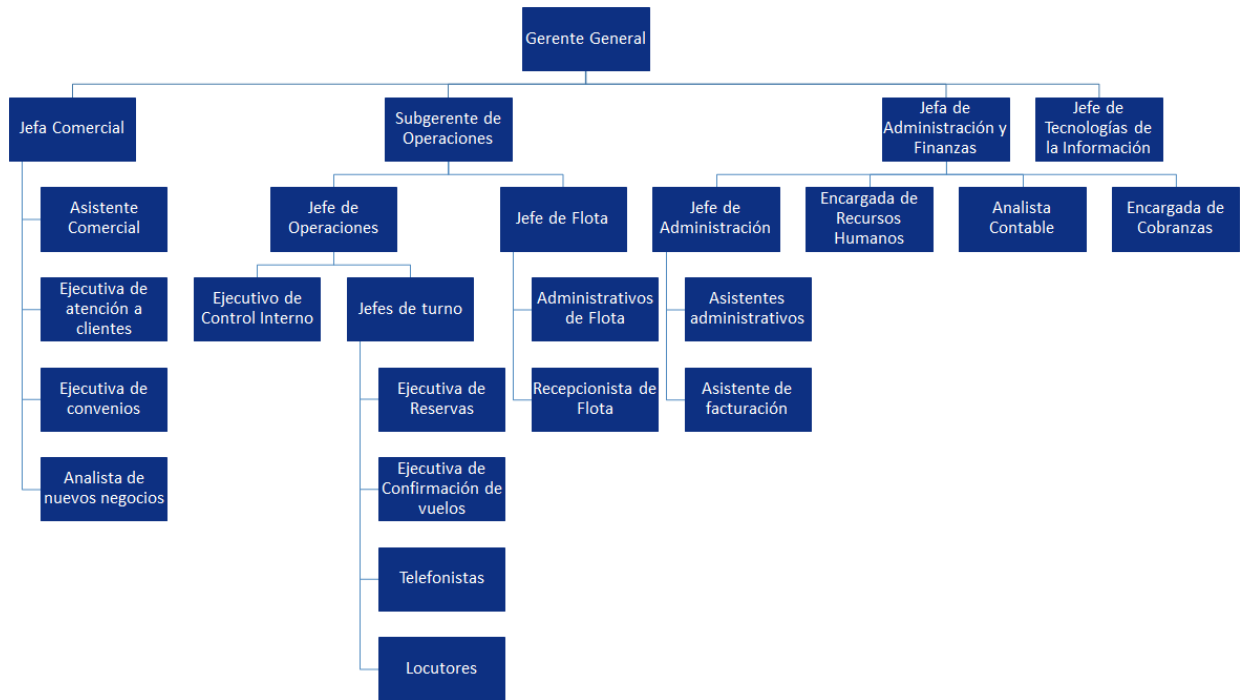 Gerente General
Jefa Comercial
Subgerente de
Operaciones
Jefa de
Administración y
Finanzas
Jefe de
Tecnologías de
la Información
Asistente
Comercial
Jefe de
Operaciones
Jefe de Flota
Jefe de
Administración
Encargada de
Recursos
Humanos
Analista
Contable
Encargada de
Cobranzas
Ejecutiva de
atención a
clientes
Ejecutivo de
Control Interno
Jefes de turno
Administrativos
de Flota
Asistentes
administrativos
Ejecutiva de
convenios
Ejecutiva de
Reservas
Recepcionista de
Flota
Asistente de
facturación
Analista de
nuevos negocios
Ejecutiva de
Confirmación de
vuelos
Telefonistas
Locutores